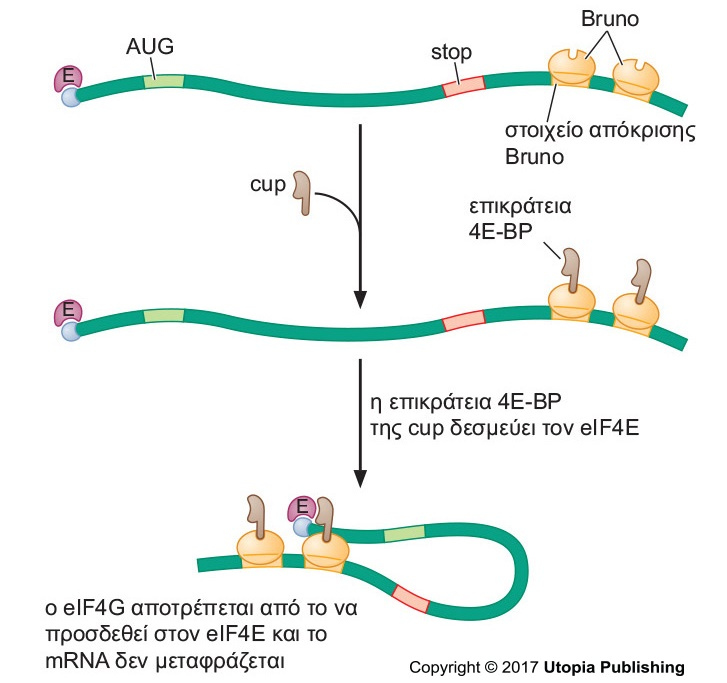 Bruno
AUG
stop
E
στοιχείο απόκρισης
Bruno
cup
επικράτεια
4E-BP
E
η επικράτεια 4E-BP
της cup δεσμεύει τον eIF4E
E
ο eIF4G αποτρέπεται από το να
προσδεθεί στον eIF4E και το
mRNA δεν μεταφράζεται
Copyright © 2017 Utopia Publishing